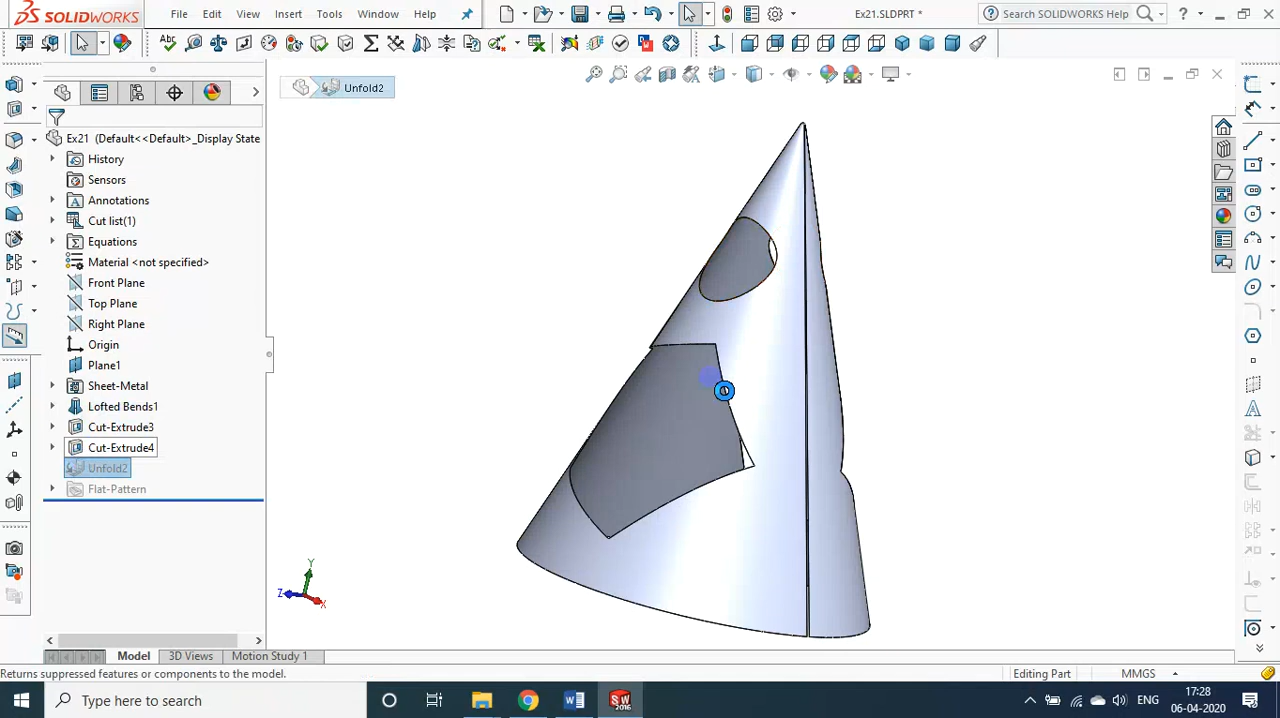 SOLIDWORKS
File Edit View Insert Tools Window Help
Ex21.SLDPRT *
Search SOLIDWORKS Help
Unfold2
Ex21 (Default<<Default>_Display State
History
Sensors
Annotations
Cut list(1)
Equations
Material <not specified>
Front Plane
Top Plane
Right Plane
Origin
Plane1
Sheet-Metal
Lofted Bends1
Cut-Extrude3
Cut-Extrude4
Unfold2
Flat-Pattern
Y
Z
X
Model 3D Views Motion Study 1
Returns suppressed features or components to the model.
Editing Part
MMGS
Type here to search
ENG
17:28
06-04-2020